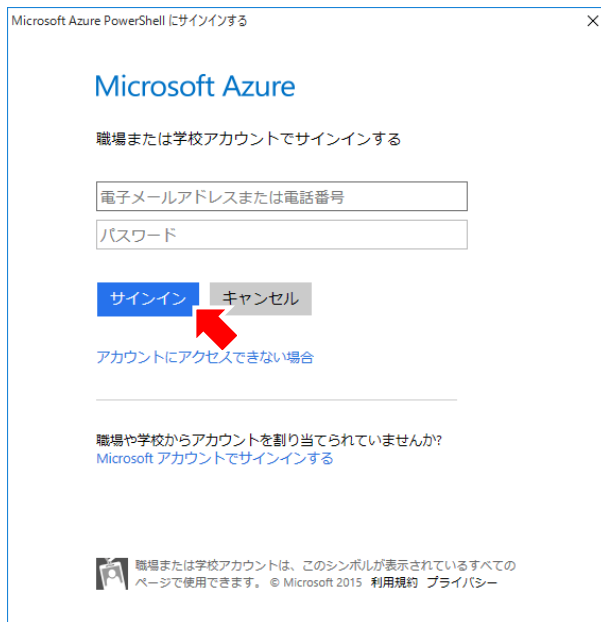 Microsoft Azure PowerShell にサインインする
Microsoft Azure
職場または学校アカウントでサインインする
電子メールアドレスまたは電話番号
パスワード
サインイン キャンセル
アカウントにアクセスできない場合
職場や学校からアカウントを割り当てられていませんか?
Microsoft アカウントでサインインする
職場または学校アカウントは、このシンボルが表示されているすべての
ページで使用できます。 © Microsoft 2015 利用規約 プライバシー